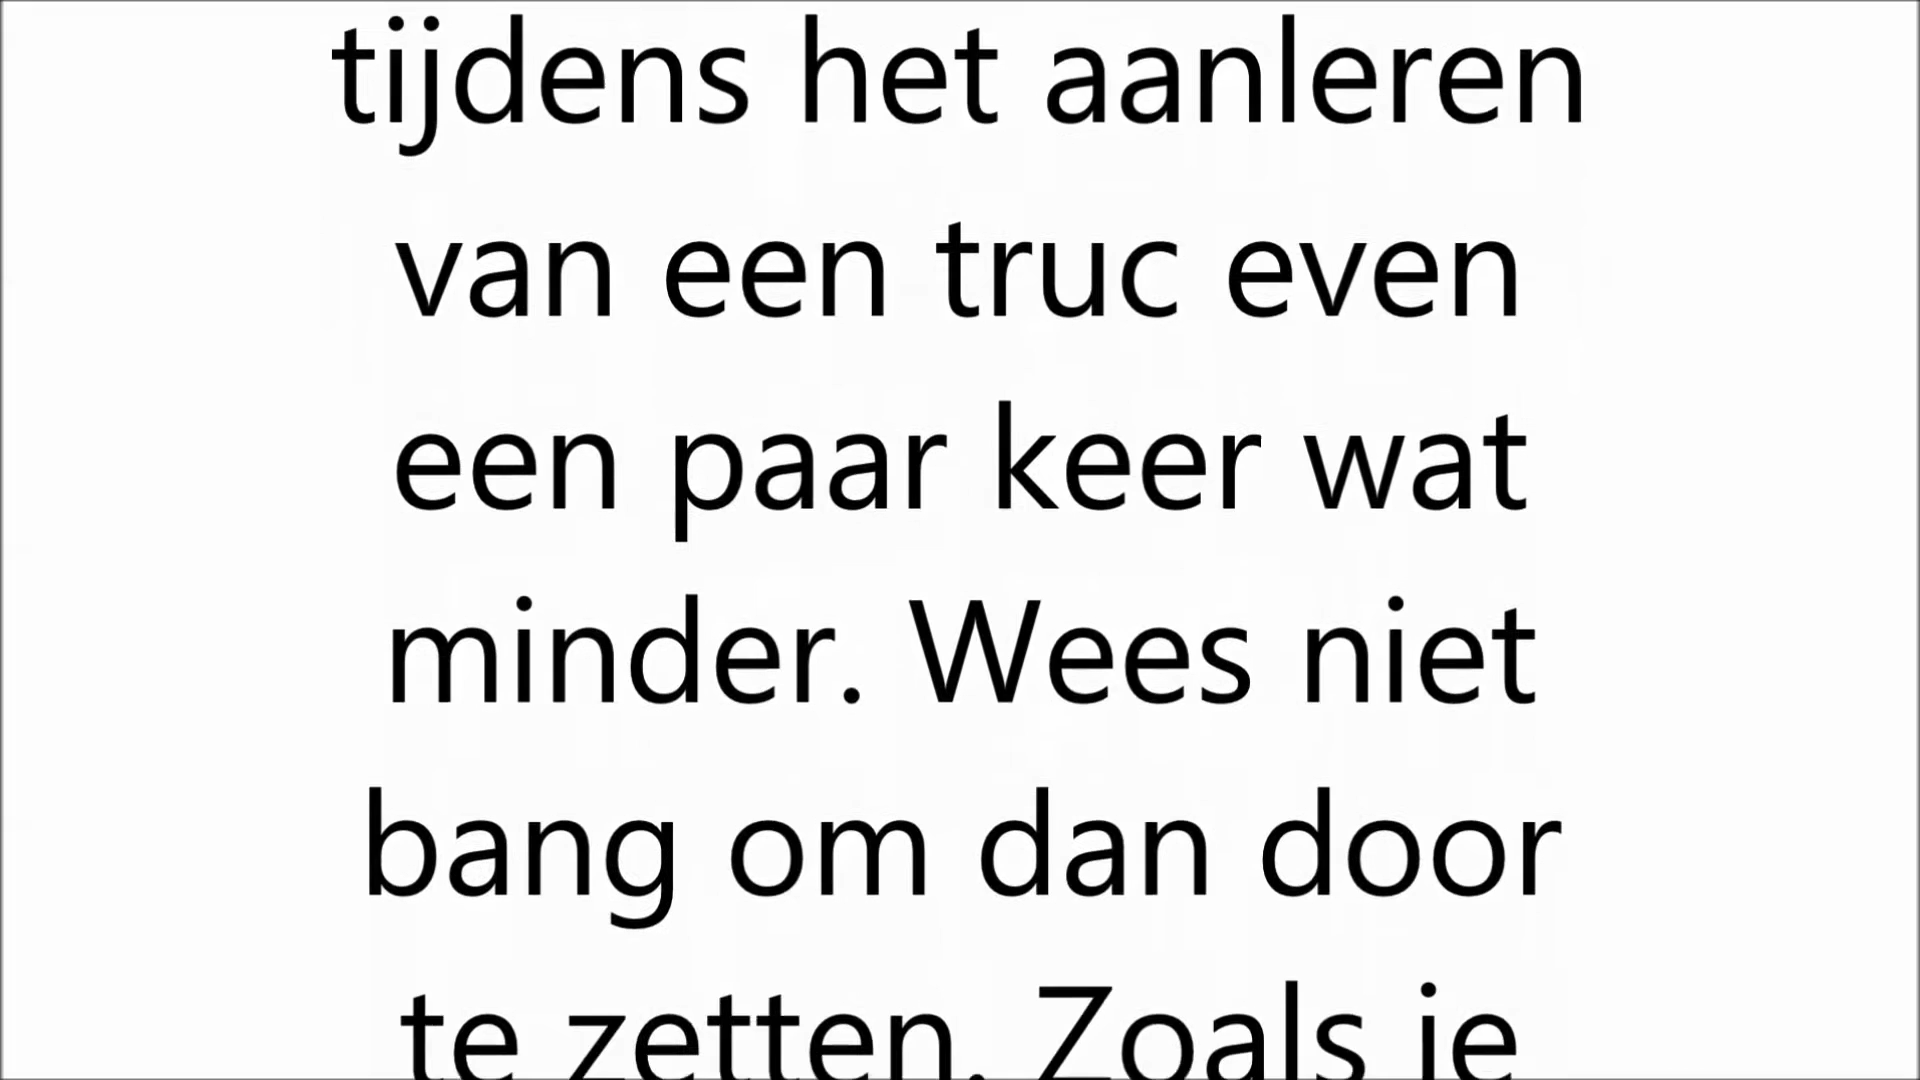 tijdens het aanleren
van een truc even
een paar keer wat
minder. Wees niet
bang om dan door
te zetten. Zoals je